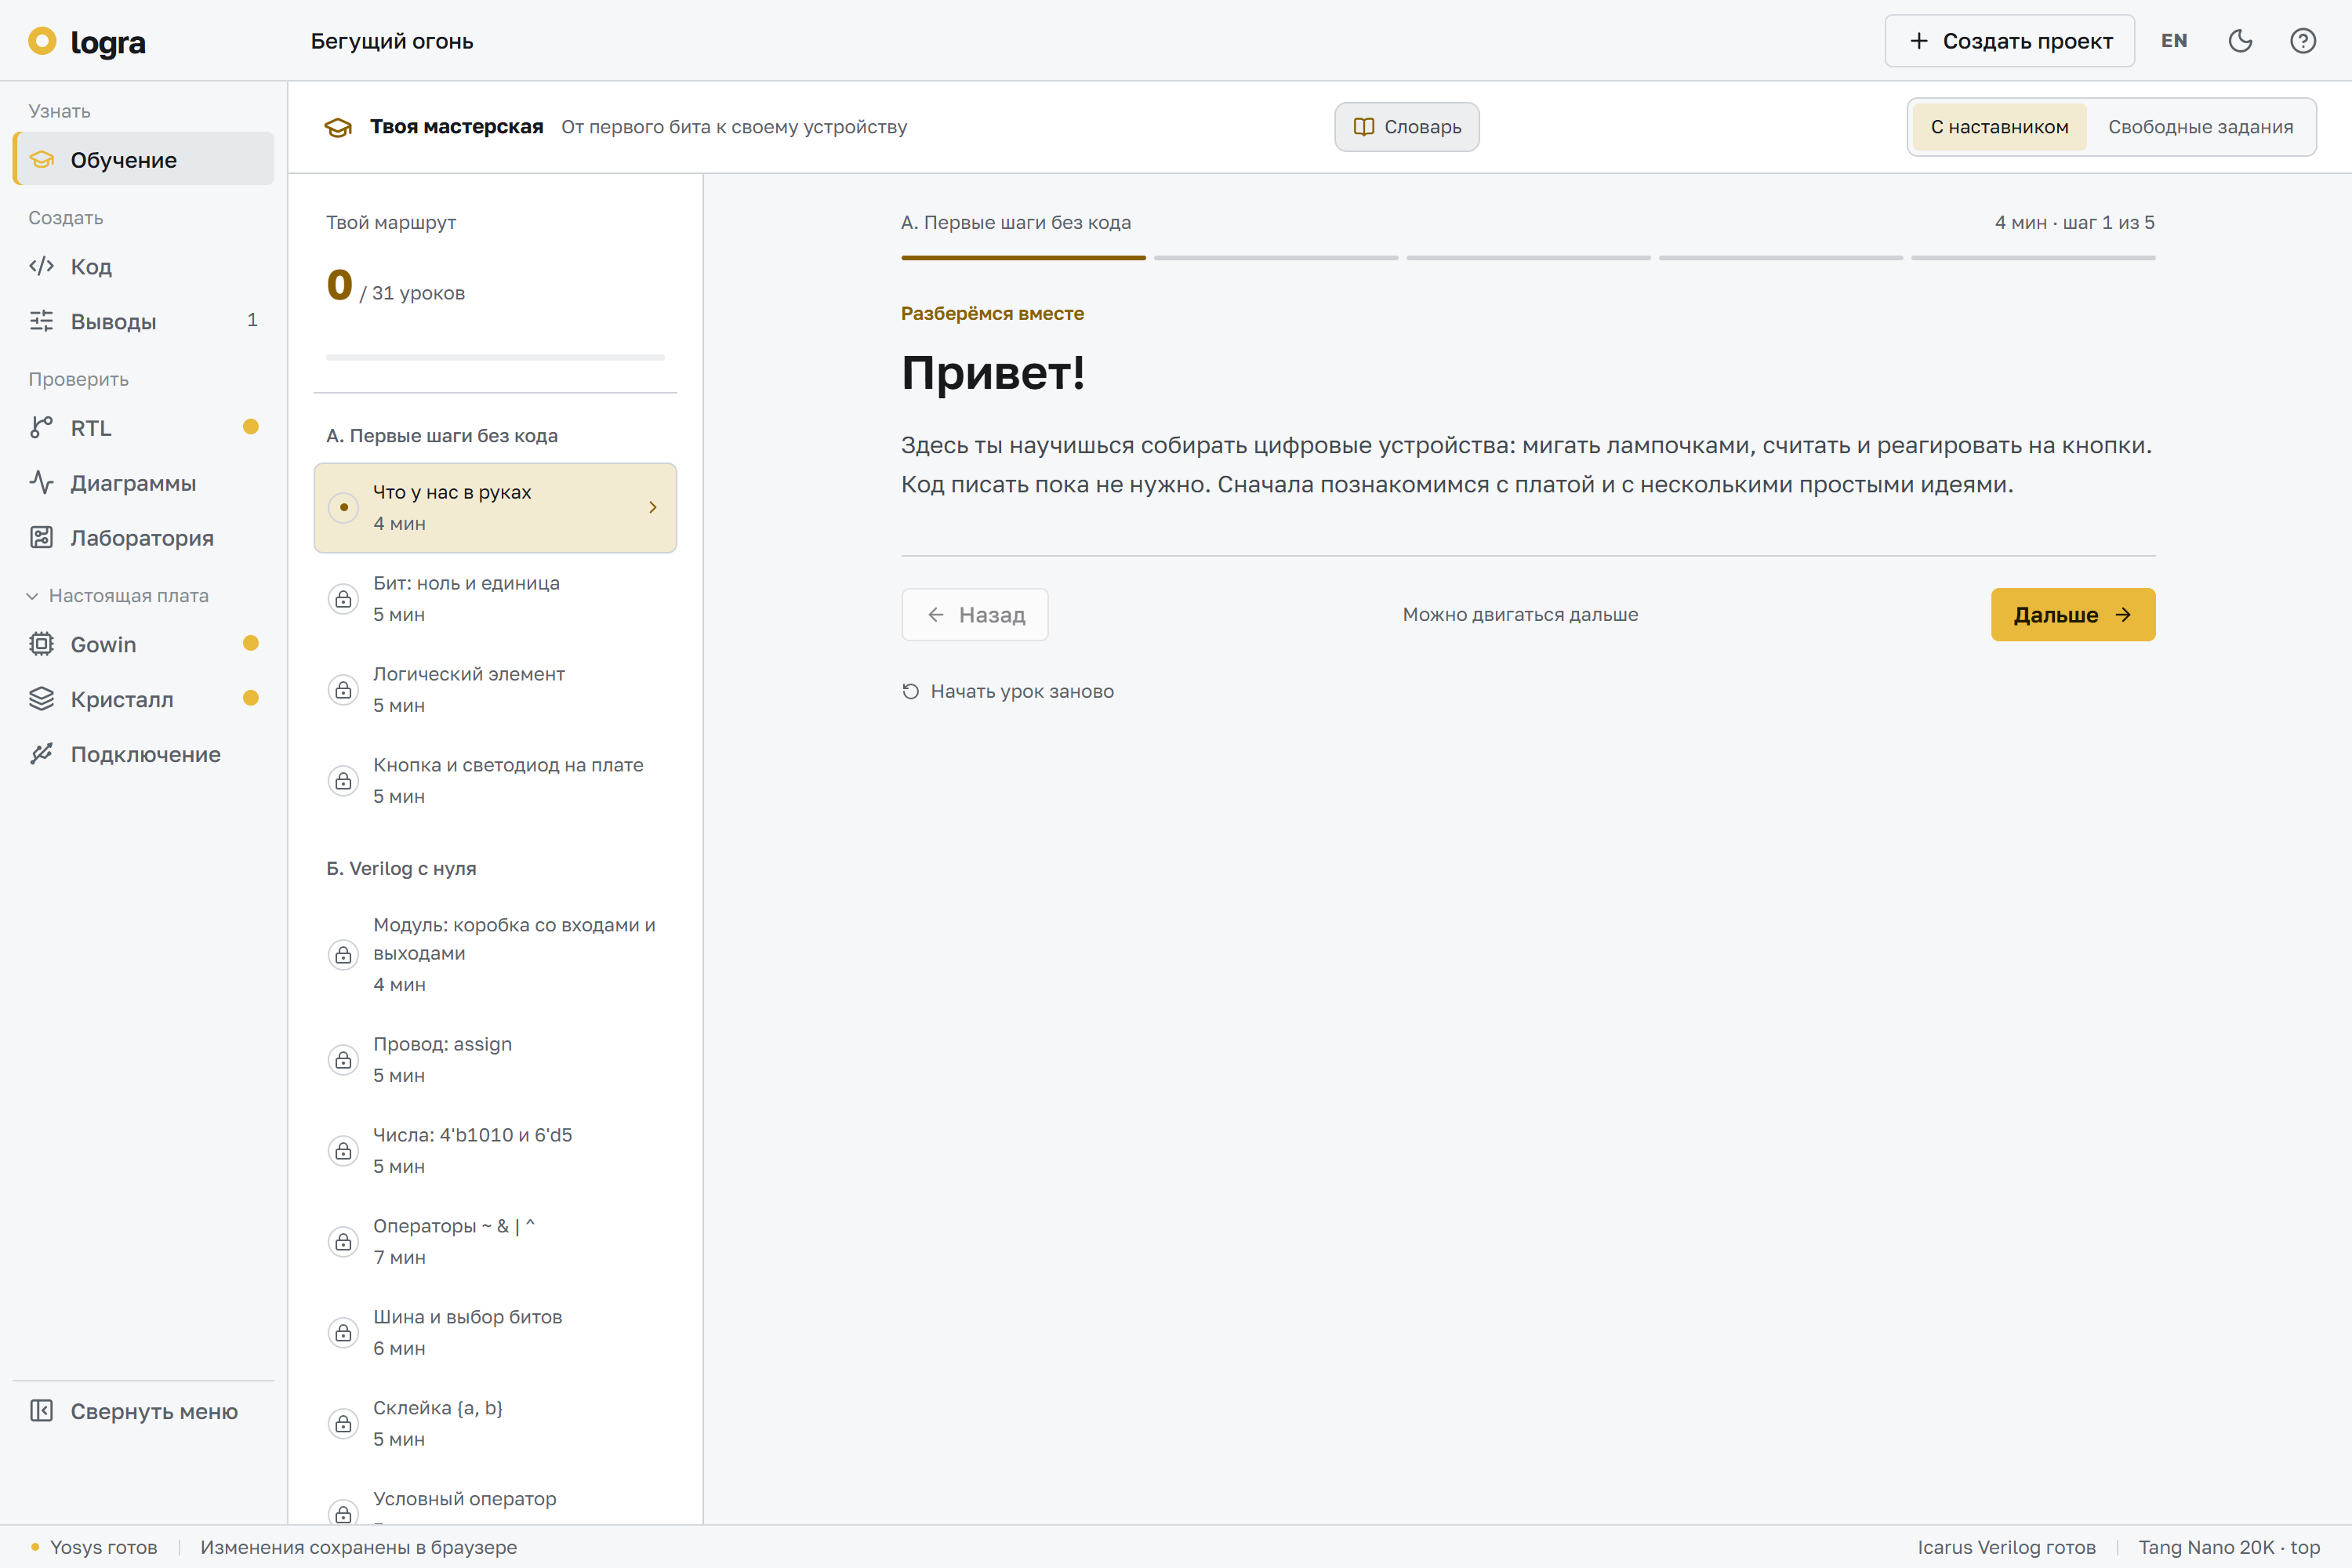 logra
Бегущий огонь
Создать проект
EN
Узнать
Обучение
Создать
Код
Выводы 1
Проверить
RTL
Диаграммы
Лаборатория
Настоящая плата
Gowin
Кристалл
Подключение
Свернуть меню
Твоя мастерская От первого бита к своему устройству
Словарь
С наставником Свободные задания
Твой маршрут
0 / 31 уроков
А. Первые шаги без кода
Что у нас в руках
4 мин
Бит: ноль и единица
5 мин
Логический элемент
5 мин
Кнопка и светодиод на плате
5 мин
Б. Verilog с нуля
Модуль: коробка со входами и
выходами
4 мин
Провод: assign
5 мин
Числа: 4'b1010 и 6'd5
5 мин
Операторы ~ & | ^
7 мин
Шина и выбор битов
6 мин
Склейка {a, b}
5 мин
Условный оператор
А. Первые шаги без кода
4 мин · шаг 1 из 5
Разберёмся вместе
Привет!
Здесь ты научишься собирать цифровые устройства: мигать лампочками, считать и реагировать на кнопки.
Код писать пока не нужно. Сначала познакомимся с платой и с несколькими простыми идеями.
Назад
Можно двигаться дальше
Дальше
Начать урок заново
Yosys готов
Изменения сохранены в браузере
Icarus Verilog готов
Tang Nano 20K · top